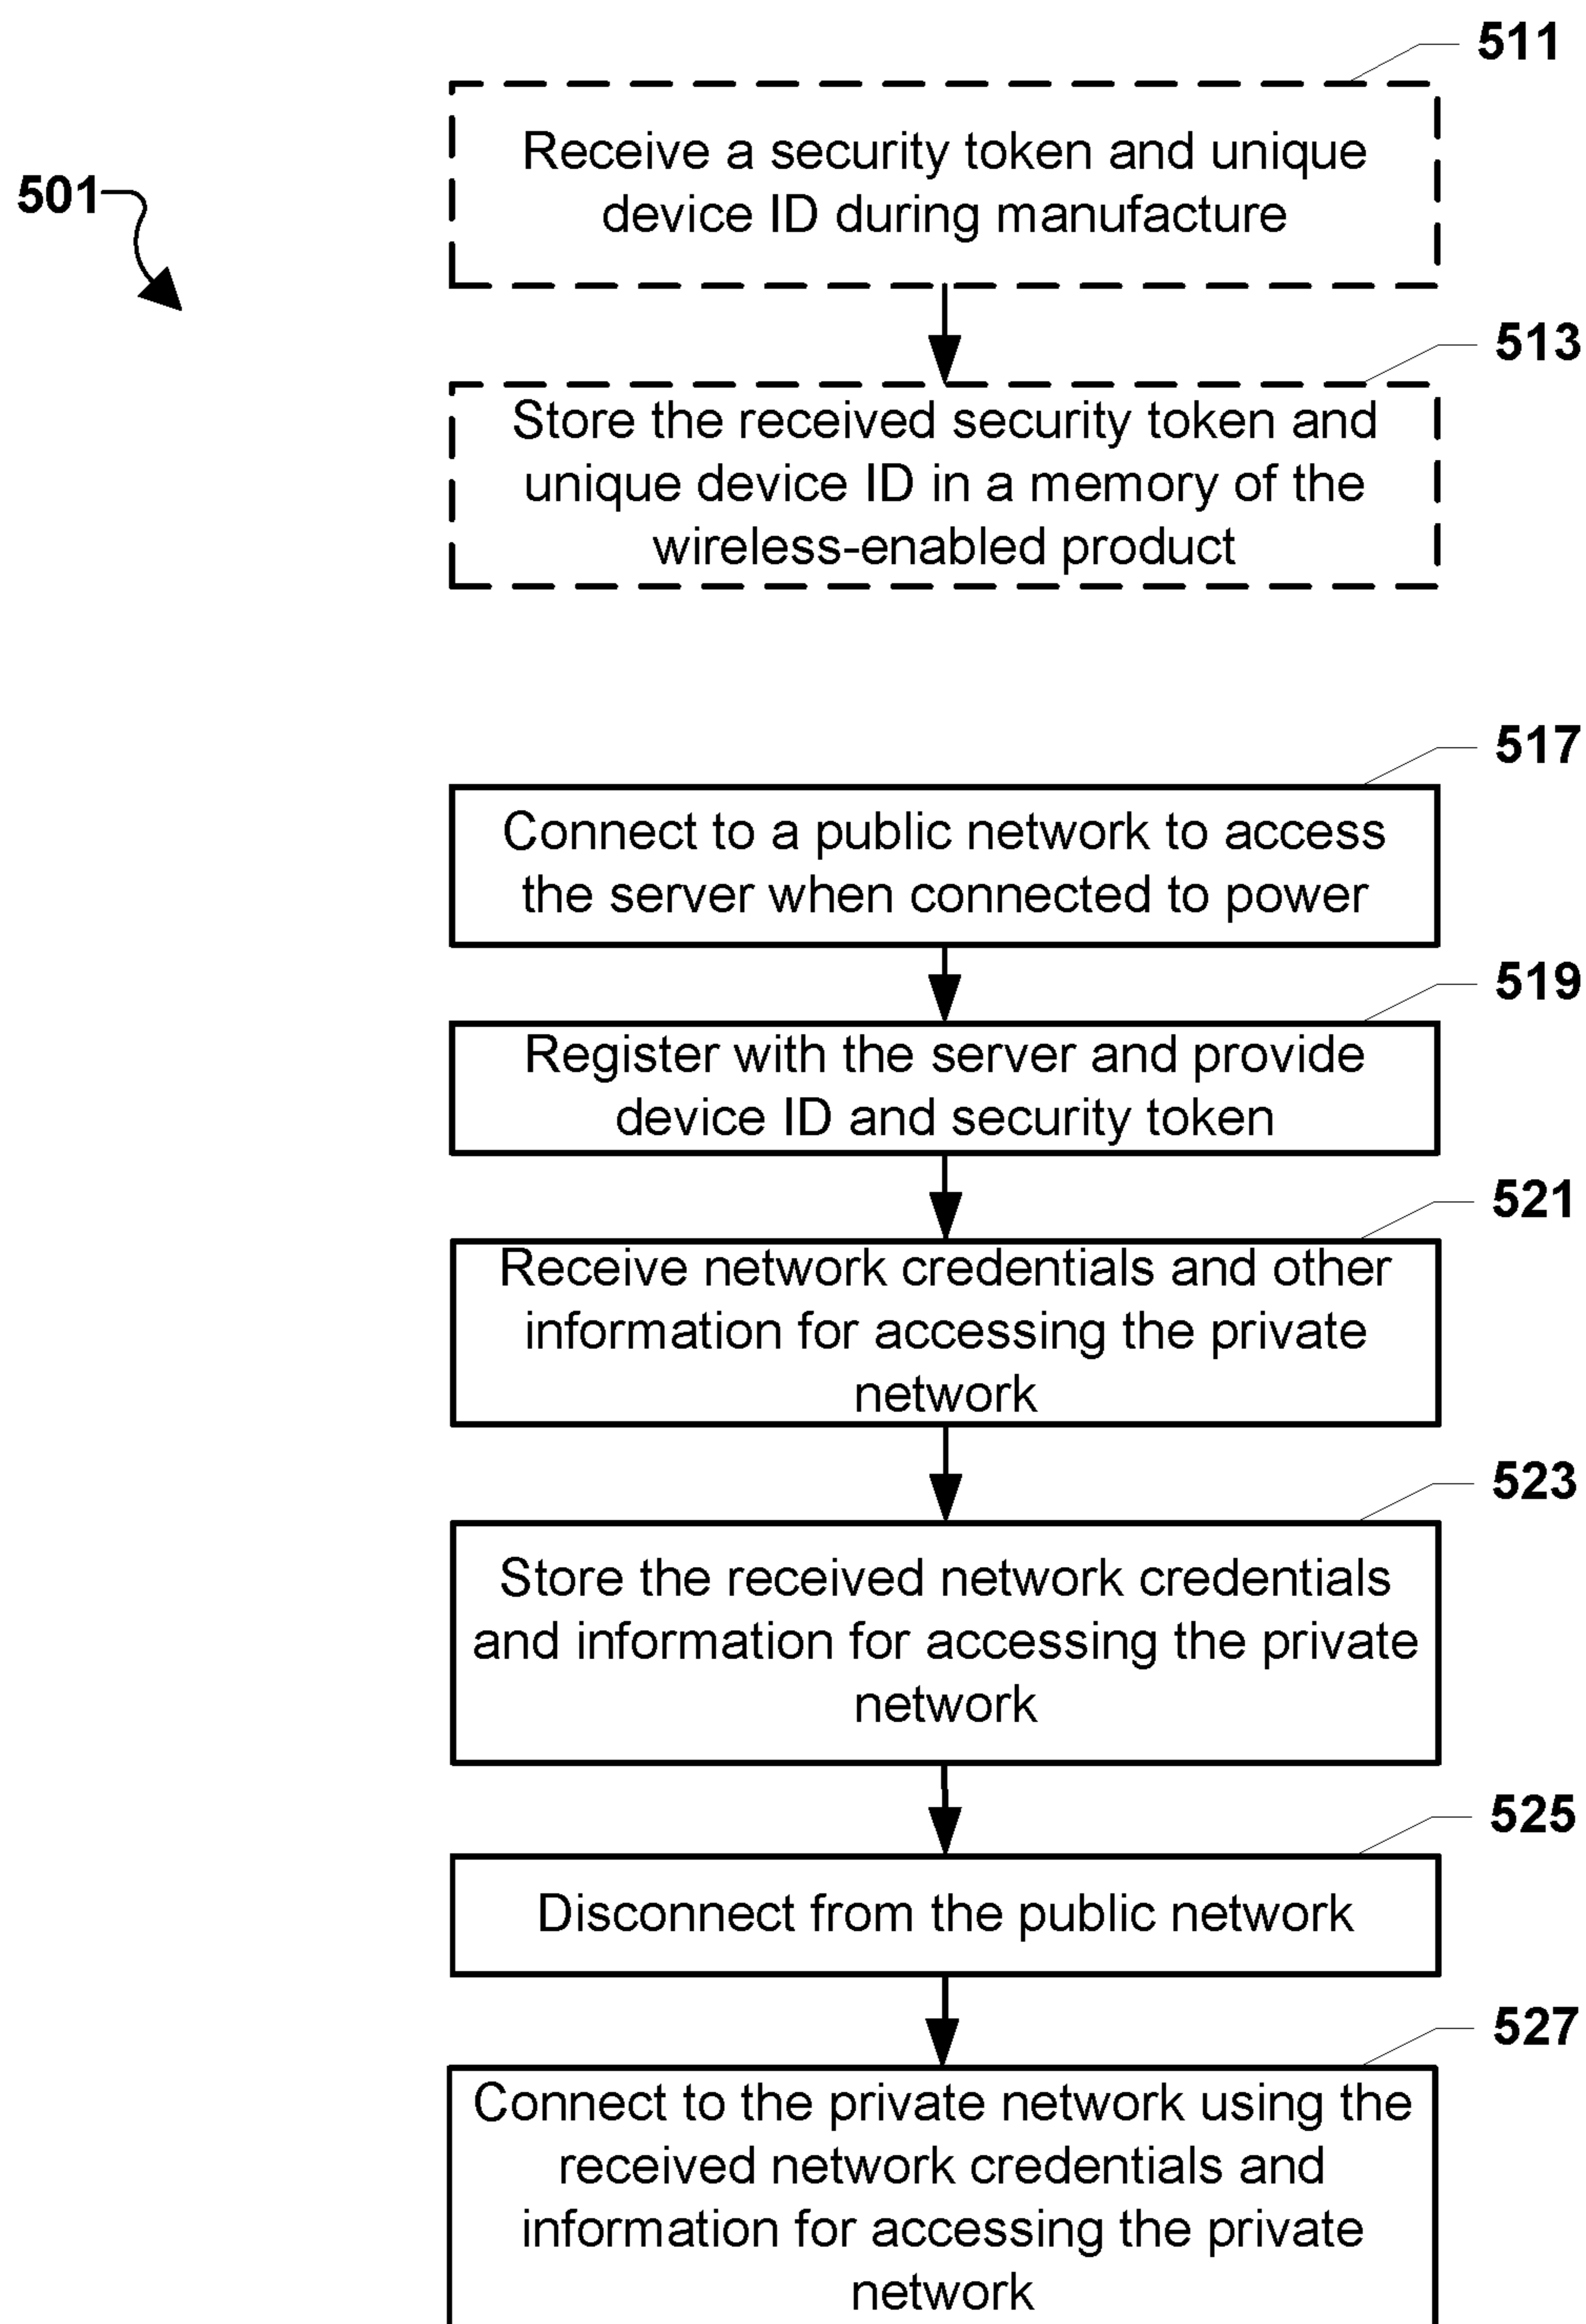 511
501
Receive a security token and unique
device ID during manufacture
513
Store the received security token and
unique device ID in a memory of the
wireless-enabled product
517
Connect to a public network to access
the server when connected to power
519
Register with the server and provide
device ID and security token
521
Receive network credentials and other
information for accessing the private
network
523
Store the received network credentials
and information for accessing the private
network
525
Disconnect from the public network
527
Connect to the private network using the
received network credentials and
information for accessing the private
network